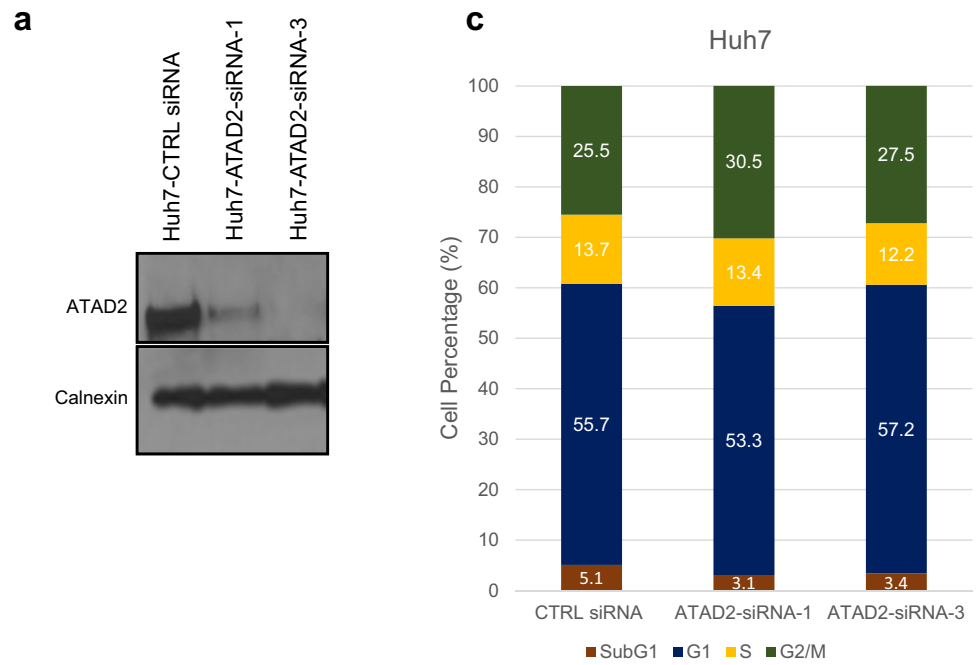 a
Huh7-CTRL siRNA
Huh7-ATAD2-siRNA-1
Huh7-ATAD2-siRNA-3
ATAD2
Calnexin
c
Huh7
Cell Percentage (%)
100
90
80
70
60
50
40
30
20
10
0
25.5
30.5
27.5
13.7
13.4
12.2
55.7
53.3
57.2
5.1
3.1
3.4
CTRL siRNA
ATAD2-siRNA-1
ATAD2-siRNA-3
SubG1 G1 S G2/M